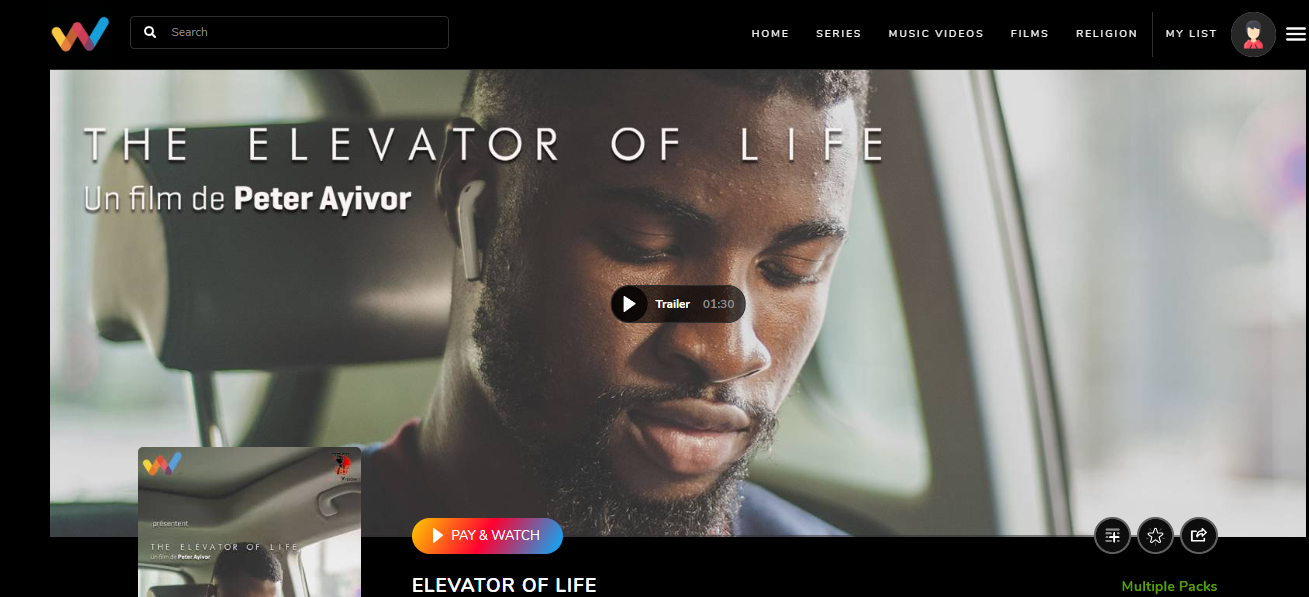 Search
HOME
SERIES
MUSIC VIDEOS
FILMS
RELIGION
MY LIST
THE ELEVATOR OF LIFE
Un film de Peter Ayivor
Trailer 01:30
présentent
THE ELEVATOR OF LIFE
Un film de Peter Ayivor
PAY & WATCH
ELEVATOR OF LIFE
Multiple Packs